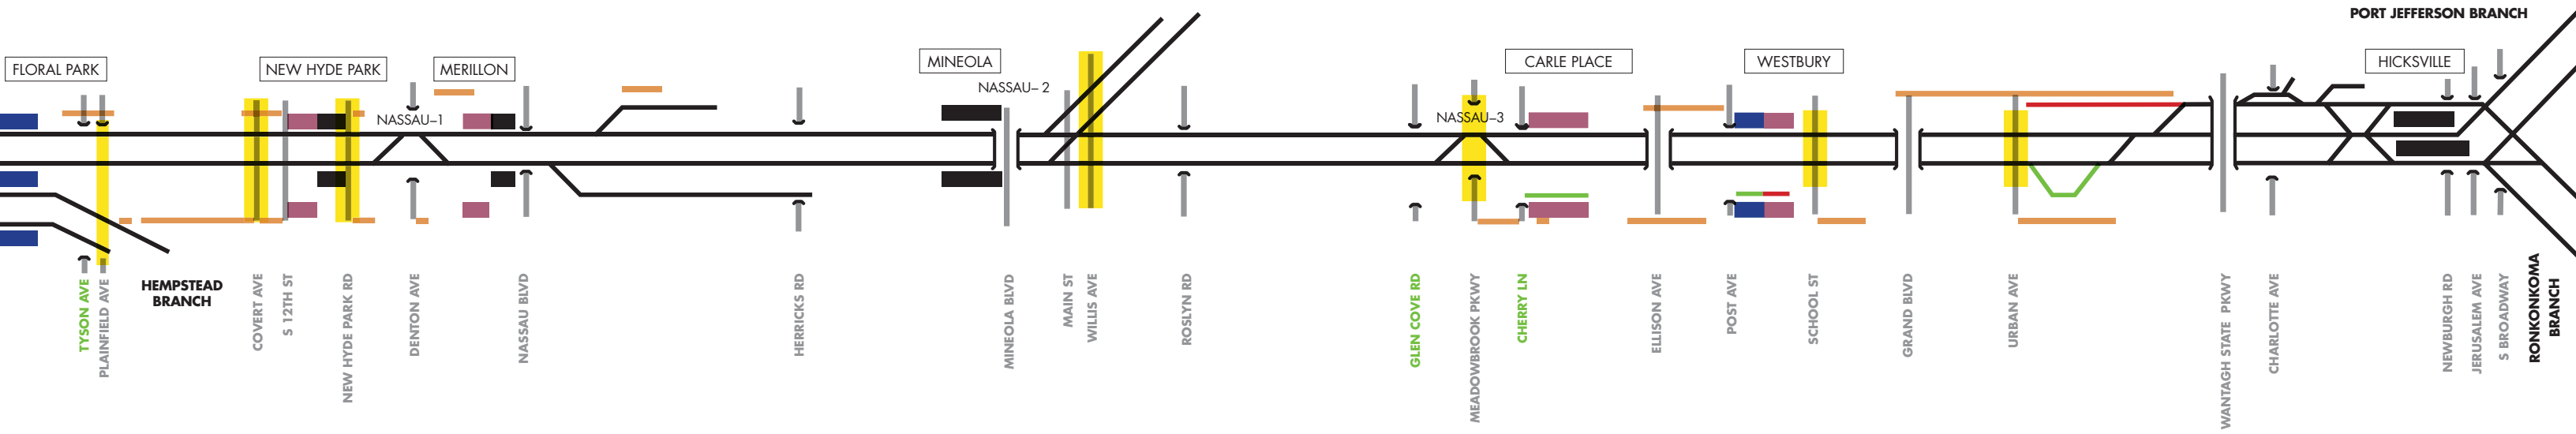 PORT JEFFERSON BRANCH
FLORAL PARK
NEW HYDE PARK
MERILLON
MINEOLA
CARLE PLACE
WESTBURY
HICKSVILLE
NASSAU– 2
NASSAU–1
NASSAU–3
TYSON AVE
PLAINFIELD AVE
HEMPSTEAD
BRANCH
COVERT AVE
S 12TH ST
NEW HYDE PARK RD
DENTON AVE
NASSAU BLVD
HERRICKS RD
MINEOLA BLVD
MAIN ST
WILLIS AVE
ROSLYN RD
GLEN COVE RD
MEADOWBROOK PKWY
CHERRY LN
ELLISON AVE
POST AVE
SCHOOL ST
GRAND BLVD
URBAN AVE
WANTAGH STATE PKWY
CHARLOTTE AVE
NEWBURGH RD
JERUSALEM AVE
S BROADWAY
RONKONKOMA
BRANCH